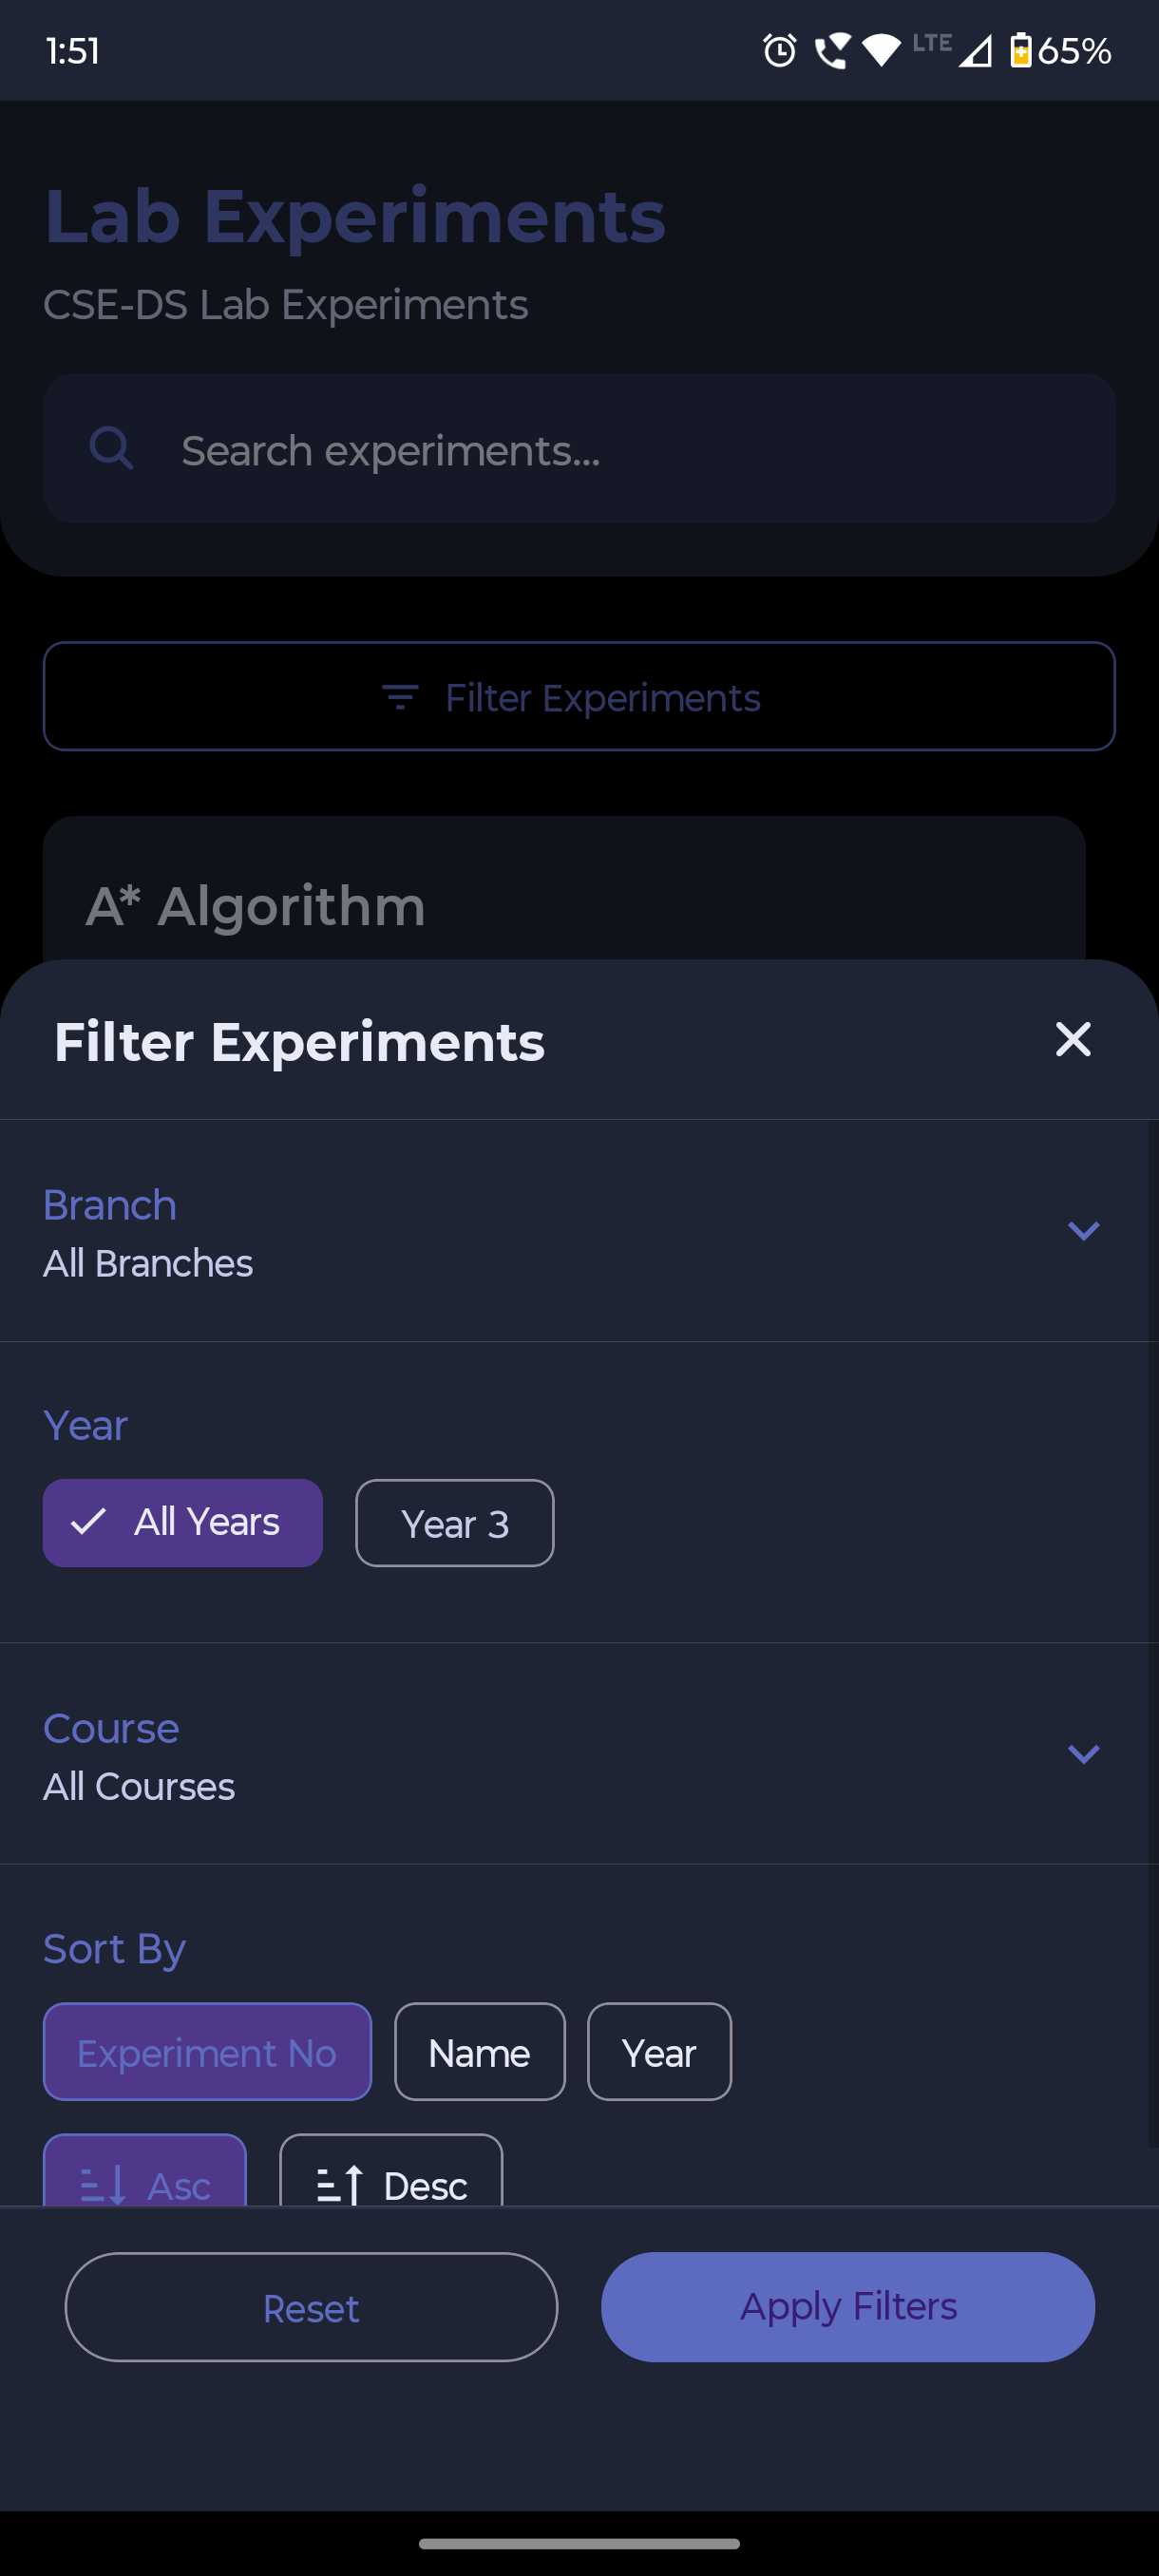 1:51
LTE 65%
Lab Experiments
CSE-DS Lab Experiments
Search experiments...
Filter Experiments
A* Algorithm
Filter Experiments
Branch
All Branches
Year
All Years Year 3
Course
All Courses
Sort By
Experiment No Name Year
Asc Desc
Reset Apply Filters